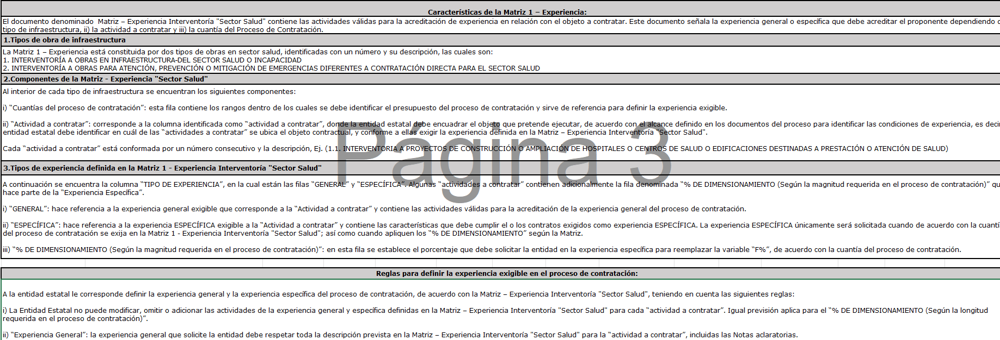 Características de la Matriz 1 – Experiencia:
El documento denominado  Matriz – Experiencia Interventoría "Sector Salud" contiene las actividades válidas para la acreditación de experiencia en relación con el objeto a contratar. Este documento señala la experiencia general o específica que debe acreditar el proponente dependiendo
tipo de infraestructura, ii) la actividad a contratar y iii) la cuantía del Proceso de Contratación.
1.Tipos de obra de infraestructura
La Matriz 1 – Experiencia está constituida por dos tipos de obras en sector salud, identificadas con un número y su descripción, las cuales son:
1. INTERVENTORÍA A OBRAS EN INFRAESTRUCTURA-DEL SECTOR SALUD O INCAPACIDAD
2. INTERVENTORÍA A OBRAS PARA ATENCIÓN, PREVENCIÓN O MITIGACIÓN DE EMERGENCIAS DIFERENTES A CONTRATACIÓN DIRECTA PARA EL SECTOR SALUD
2.Componentes de la Matriz - Experiencia "Sector Salud"
Al interior de cada tipo de infraestructura se encuentran los siguientes componentes:
i) “Cuantías del proceso de contratación”: esta fila contiene los rangos dentro de los cuales se debe identificar el presupuesto del proceso de contratación y sirve de referencia para definir la experiencia exigible.
ii) “Actividad a contratar”: corresponde a la columna identificada como “actividad a contratar”, donde la entidad estatal debe encuadrar el objeto que pretende ejecutar, de acuerdo con el alcance definido en los documentos del proceso para identificar las condiciones de experiencia, es deci
entidad estatal debe identificar en cuál de las “actividades a contratar” se ubica el objeto contractual, y conforme a ellas exigir la experiencia definida en la Matriz – Experiencia Interventoría "Sector Salud".
Cada “actividad a contratar” está conformada por un número consecutivo y la descripción, Ej. (1.1. INTERVENTORIA A PROYECTOS DE CONSTRUCCIÓN O AMPLIACIÓN DE HOSPITALES O CENTROS DE SALUD O EDIFICACIONES DESTINADAS A PRESTACIÓN O ATENCIÓN DE SALUD)
Página 3
3.Tipos de experiencia definida en la Matriz 1 - Experiencia Interventoría "Sector Salud"
A continuación se encuentra la columna “TIPO DE EXPERIENCIA”, en la cual están las filas “GENERAL” y “ESPECÍFICA”. Algunas “actividades a contratar” contienen adicionalmente la fila denominada “% DE DIMENSIONAMIENTO (Según la magnitud requerida en el proceso de contratación)” qu
hace parte de la “Experiencia Específica”.
i) “GENERAL”: hace referencia a la experiencia general exigible que corresponde a la “Actividad a contratar” y contiene las actividades válidas para la acreditación de la experiencia general del proceso de contratación.
ii) “ESPECÍFICA”: hace referencia a la experiencia ESPECÍFICA exigible a la “Actividad a contratar” y contiene las características que debe cumplir el o los contratos exigidos como experiencia ESPECÍFICA. La experiencia ESPECÍFICA únicamente será solicitada cuando de acuerdo con la cuantí
del proceso de contratación se exija en la Matriz 1 - Experiencia Interventoría "Sector Salud"; así como cuando apliquen los “% DE DIMENSIONAMIENTO” según la Matriz.
iii) “% DE DIMENSIONAMIENTO (Según la magnitud requerida en el proceso de contratación)”: en esta fila se establece el porcentaje que debe solicitar la entidad en la experiencia específica para reemplazar la variable “F%”, de acuerdo con la cuantía del proceso de contratación.
Reglas para definir la experiencia exigible en el proceso de contratación:
A la entidad estatal le corresponde definir la experiencia general y la experiencia específica del proceso de contratación, de acuerdo con la Matriz – Experiencia Interventoría "Sector Salud", teniendo en cuenta las siguientes reglas:
i) La Entidad Estatal no puede modificar, omitir o adicionar las actividades de la experiencia general y específica definidas en la Matriz – Experiencia Interventoría "Sector Salud" para cada “actividad a contratar”. Igual previsión aplica para el “% DE DIMENSIONAMIENTO (Según la longitud
requerida en el proceso de contratación)”.
ii) “Experiencia General”: la experiencia general que solicite la entidad debe respetar toda la descripción prevista en la Matriz – Experiencia Interventoría "Sector Salud" para la “actividad a contratar”, incluidas las Notas aclaratorias.